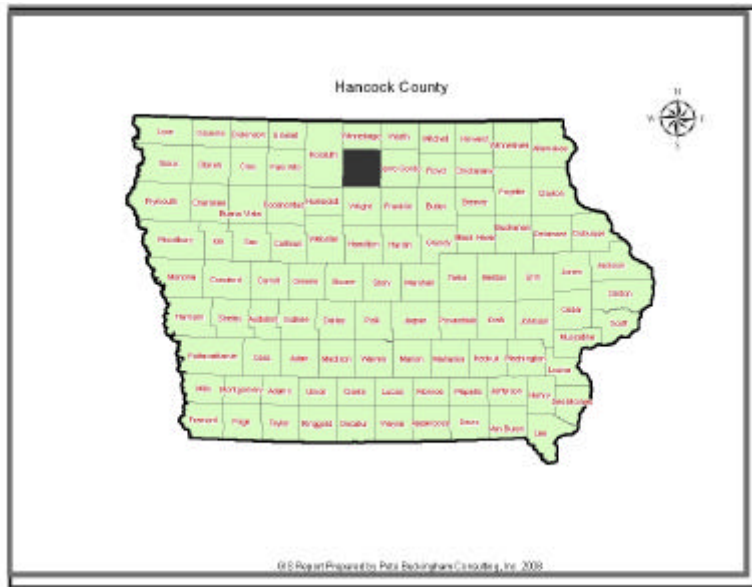 Hancock County
N
W E
S
Lyon Osceola Dickinson Emmet Winnebago Worth Mitchell Howard Winneshiek Allamakee
Kossuth
Sioux Obrien Clay Palo Alto Cerro Gordo Floyd Chickasaw
Plymouth Cherokee Buena Vista Pocahontas Humboldt Wright Franklin Butler Bremer Fayette Clayton
Woodbury Ida Sac Calhoun Webster Hamilton Hardin Grundy Black Hawk Buchanan Delaware Dubuque
Monona Crawford Carroll Greene Boone Story Marshall Tama Benton Linn Jones Jackson
Clinton
Harrison Shelby Audubon Guthrie Dallas Polk Jasper Poweshiek Iowa Johnson Cedar Scott
Muscatine
Pottawattamie Cass Adair Madison Warren Marion Mahaska Keokuk Washington
Louisa
Mills Montgomery Adams Union Clarke Lucas Monroe Wapello Jefferson Henry Des Moines
Fremont Page Taylor Ringgold Decatur Wayne Appanoose Davis Van Buren Lee
GIS Report Prepared by Pete Buckingham Consulting, Inc. 2008